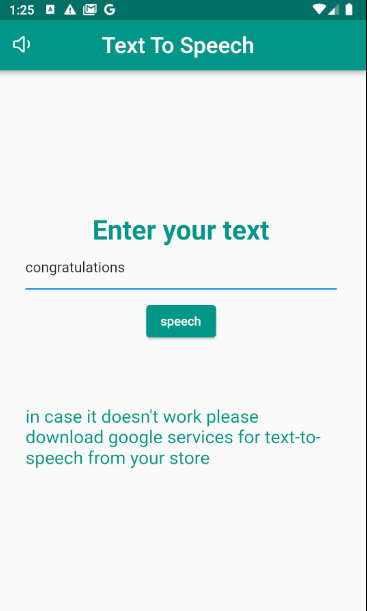 1:25
Text To Speech
Enter your text
congratulations
speech
in case it doesn't work please
download google services for text-to-
speech from your store